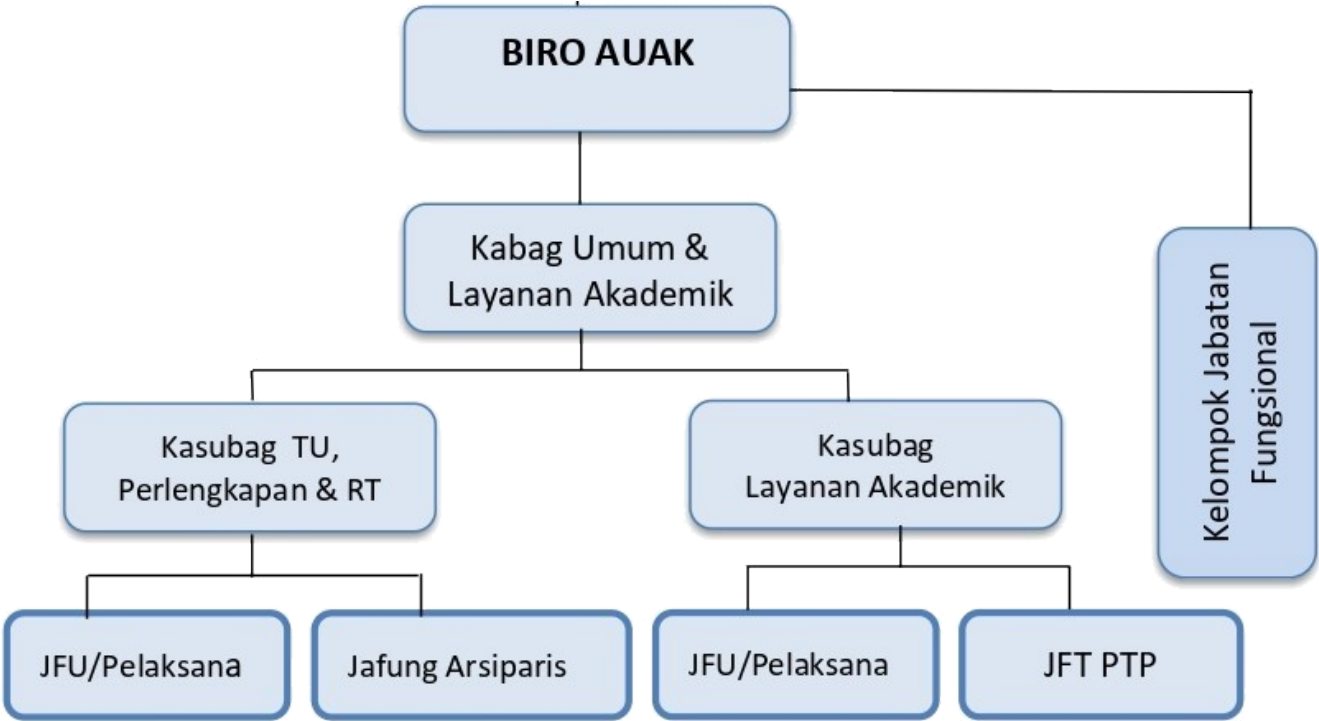 BIRO AUAK
Kabag Umum &
Layanan Akademik
Kelompok Jabatan
Fungsional
Kasubag TU,
Perlengkapan & RT
Kasubag
Layanan Akademik
JFU/Pelaksana
Jafung Arsiparis
JFU/Pelaksana
JFT PTP